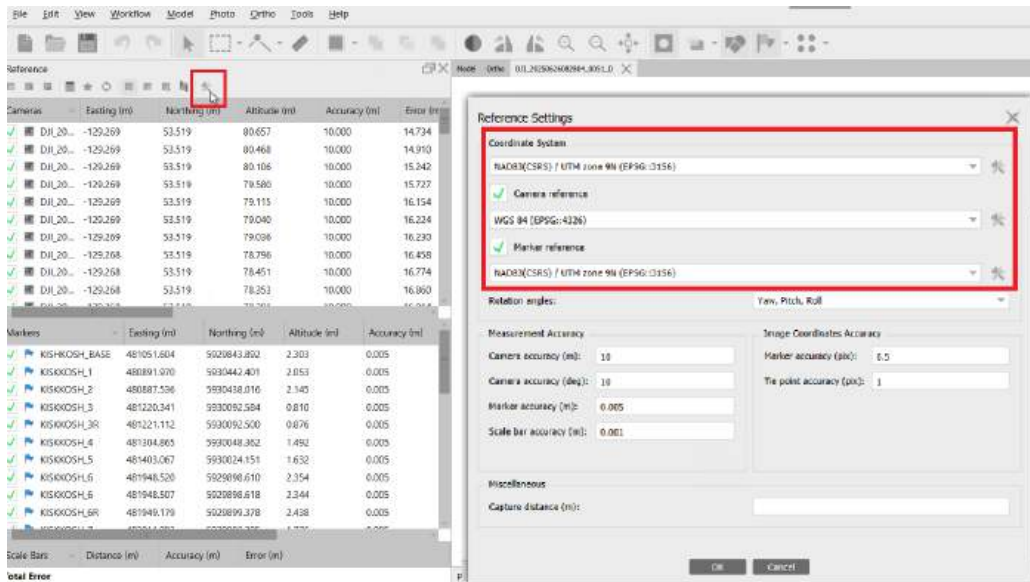 File Edit View Workflow Model Photo Ortho Tools Help
Reference
Model Ortho
Cameras Easting (m) Northing (m) Altitude (m) Accuracy (m) Error (m)
DJI_20... -129.269 53.519 80.657 10.000 14.734
DJI_20... -129.269 53.519 80.468 10.000 14.910
DJI_20... -129.269 53.519 80.106 10.000 15.242
DJI_20... -129.269 53.519 79.580 10.000 15.727
DJI_20... -129.269 53.519 79.115 10.000 16.154
DJI_20... -129.269 53.519 79.040 10.000 16.224
DJI_20... -129.269 53.519 79.036 10.000 16.230
DJI_20... -129.268 53.519 78.796 10.000 16.458
DJI_20... -129.268 53.519 78.451 10.000 16.774
DJI_20... -129.268 53.519 78.353 10.000 16.860
Markers Easting (m) Northing (m) Altitude (m) Accuracy (m)
KISHKOSH_BASE 481051.604 5929843.892 2.303 0.005
KISKKOSH_1 480891.970 5930442.401 2.053 0.005
KISKKOSH_2 480887.536 5930438.016 2.145 0.005
KISKKOSH_3 481220.341 5930092.584 0.810 0.005
KISKKOSH_3R 481221.112 5930092.500 0.876 0.005
KISKKOSH_4 481304.865 5930048.362 1.492 0.005
KISKKOSH_5 481403.067 5930024.151 1.632 0.005
KISKKOSH_6 481948.520 5929898.610 2.354 0.005
KISKKOSH_6 481948.507 5929898.618 2.344 0.005
KISKKOSH_6R 481949.179 5929899.378 2.438 0.005
Scale Bars Distance (m) Accuracy (m) Error (m)
Total Error
Reference Settings
Coordinate System
NAD83(CSRS) / UTM zone 9N (EPSG::3156)
Camera reference
WGS 84 (EPSG::4326)
Marker reference
NAD83(CSRS) / UTM zone 9N (EPSG::3156)
Rotation angles: Yaw, Pitch, Roll
Measurement Accuracy
Camera accuracy (m): 10
Camera accuracy (deg): 10
Marker accuracy (m): 0.005
Scale bar accuracy (m): 0.001
Image Coordinates Accuracy
Marker accuracy (pix): 0.5
Tie point accuracy (pix): 1
Miscellaneous
Capture distance (m):
OK Cancel